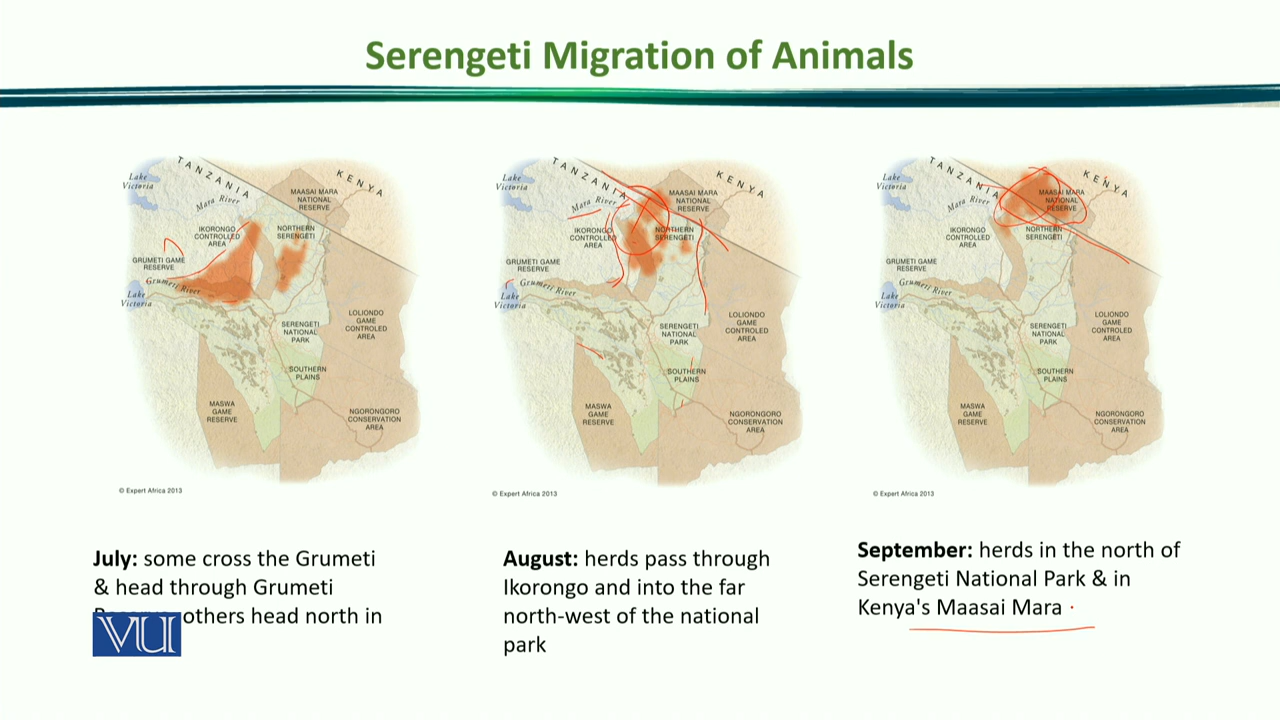 Serengeti Migration of Animals
TANZANIA
KENYA
Lake
Victoria
Mara River
MAASAI MARA
NATIONAL
RESERVE
IKORONGO
CONTROLLED
AREA
NORTHERN
SERENGETI
GRUMETI GAME
RESERVE
Grumeti River
Lake
Victoria
SERENGETI
NATIONAL
PARK
LOLIONDO
GAME
CONTROLED
AREA
SOUTHERN
PLAINS
MASWA
GAME
RESERVE
NGORONGORO
CONSERVATION
AREA
© Expert Africa 2013
TANZANIA
KENYA
Lake
Victoria
Mara River
MAASAI MARA
NATIONAL
RESERVE
IKORONGO
CONTROLLED
AREA
NORTHERN
SERENGETI
GRUMETI GAME
RESERVE
Grumeti River
Lake
Victoria
SERENGETI
NATIONAL
PARK
LOLIONDO
GAME
CONTROLED
AREA
SOUTHERN
PLAINS
MASWA
GAME
RESERVE
NGORONGORO
CONSERVATION
AREA
© Expert Africa 2013
TANZANIA
KENYA
Lake
Victoria
Mara River
MAASAI MARA
NATIONAL
RESERVE
IKORONGO
CONTROLLED
AREA
NORTHERN
SERENGETI
GRUMETI GAME
RESERVE
Grumeti River
Lake
Victoria
SERENGETI
NATIONAL
PARK
LOLIONDO
GAME
CONTROLED
AREA
SOUTHERN
PLAINS
MASWA
GAME
RESERVE
NGORONGORO
CONSERVATION
AREA
© Expert Africa 2013
July: some cross the Grumeti
& head through Grumeti
others head north in
VU
August: herds pass through
Ikorongo and into the far
north-west of the national
park
September: herds in the north of
Serengeti National Park & in
Kenya's Maasai Mara